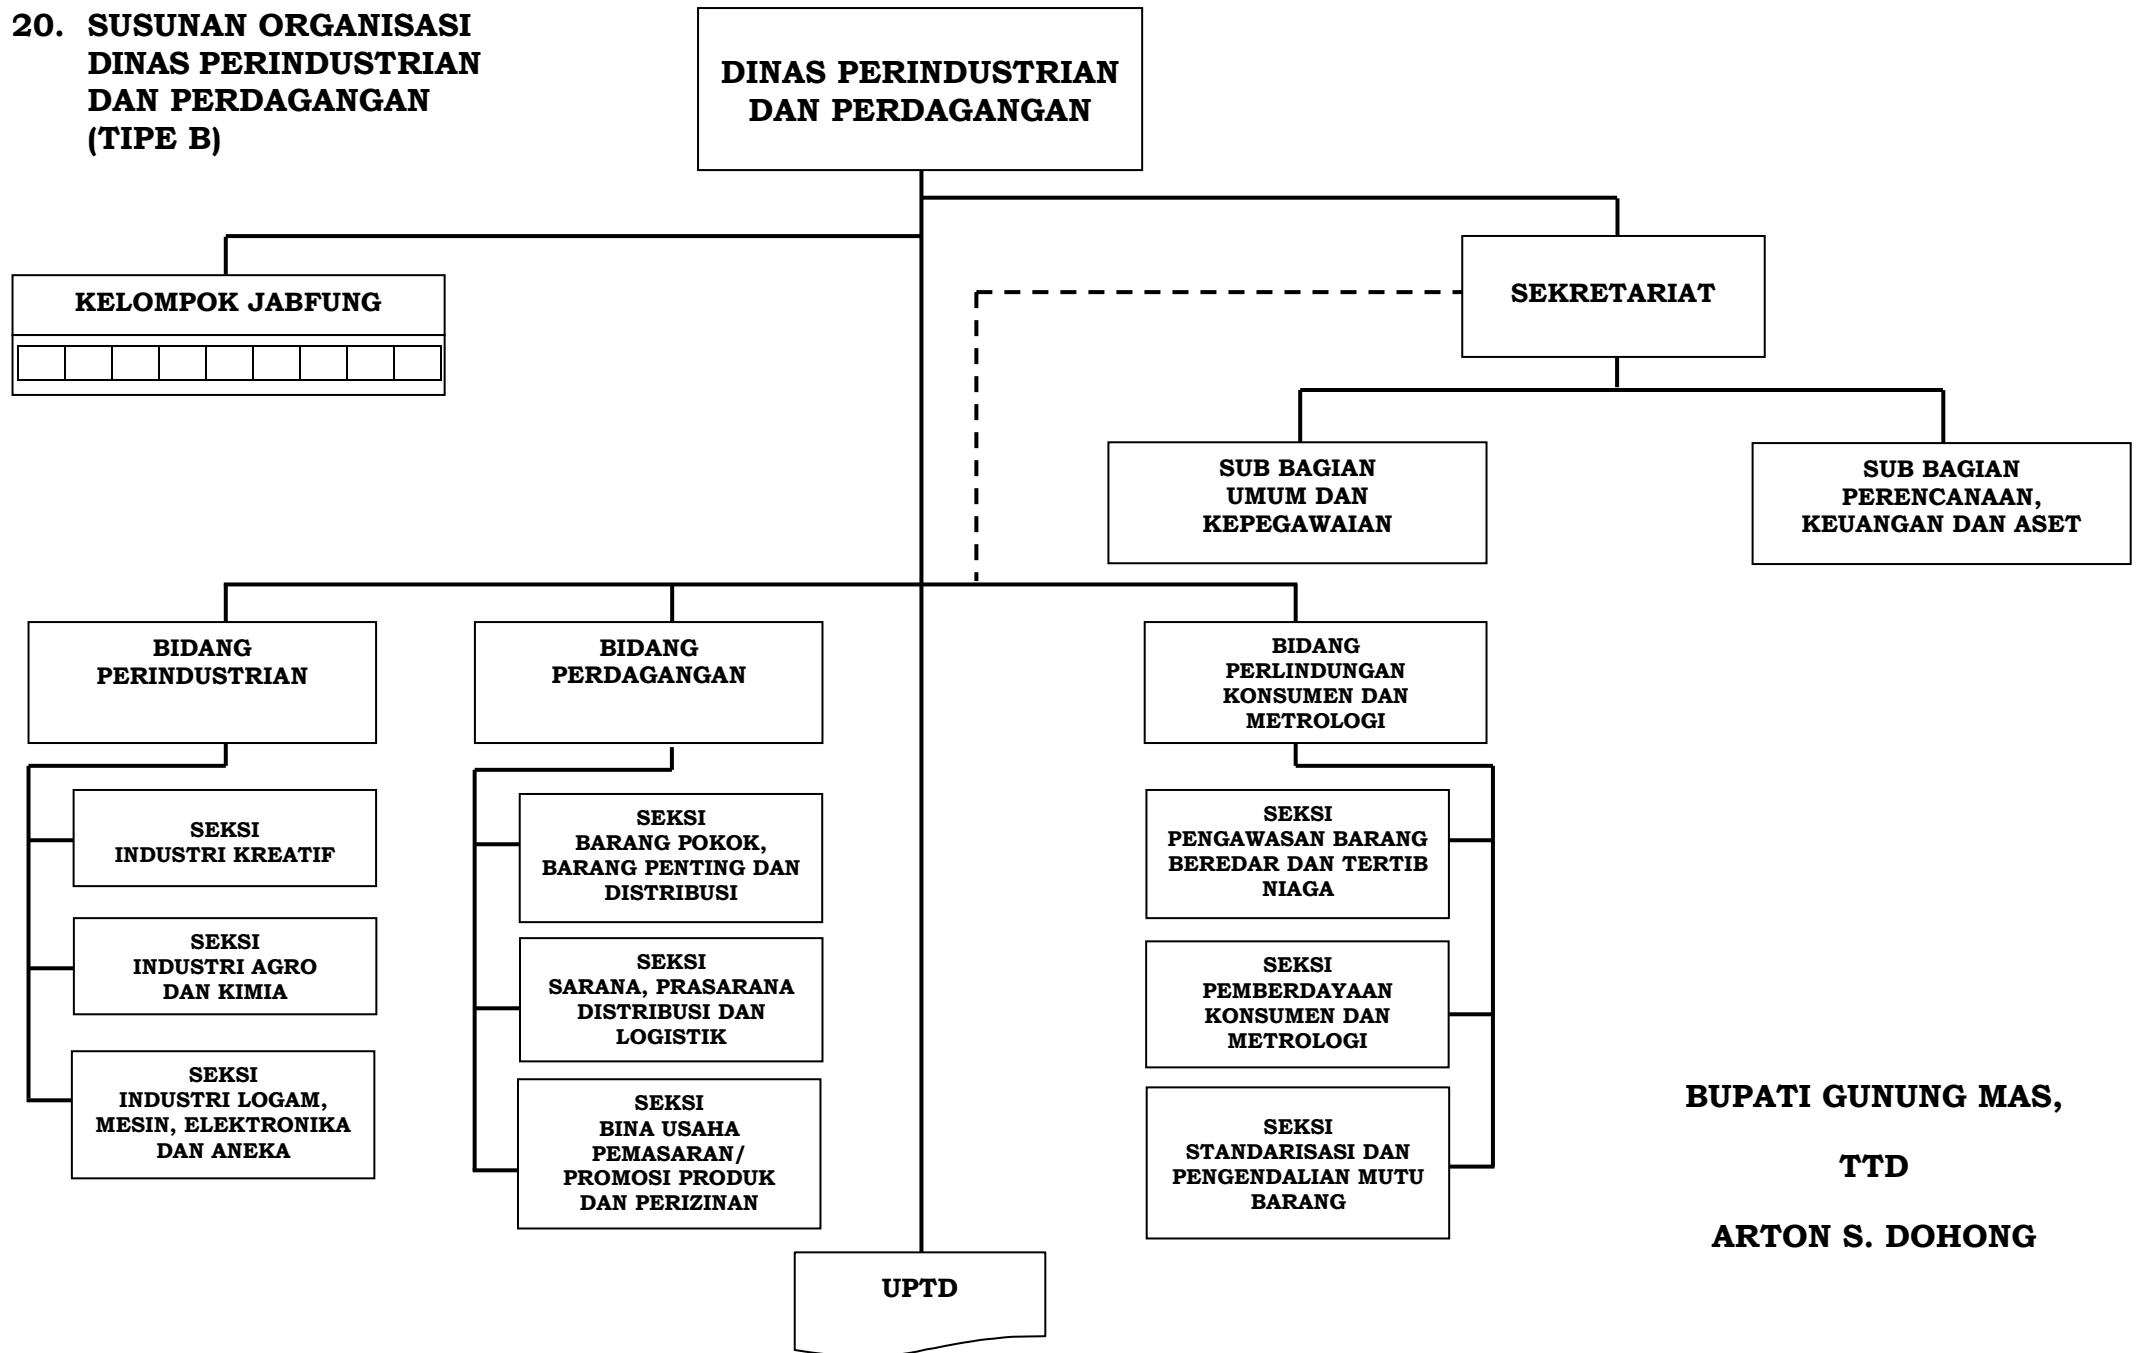 20. SUSUNAN ORGANISASI
DINAS PERINDUSTRIAN
DAN PERDAGANGAN
(TIPE B)
DINAS PERINDUSTRIAN
DAN PERDAGANGAN
KELOMPOK JABFUNG
SEKRETARIAT
SUB BAGIAN
UMUM DAN
KEPEGAWAIAN
SUB BAGIAN
PERENCANAAN,
KEUANGAN DAN ASET
BIDANG
PERINDUSTRIAN
BIDANG
PERDAGANGAN
BIDANG
PERLINDUNGAN
KONSUMEN DAN
METROLOGI
SEKSI
INDUSTRI KREATIF
SEKSI
INDUSTRI AGRO
DAN KIMIA
SEKSI
INDUSTRI LOGAM,
MESIN, ELEKTRONIKA
DAN ANEKA
SEKSI
BARANG POKOK,
BARANG PENTING DAN
DISTRIBUSI
SEKSI
SARANA, PRASARANA
DISTRIBUSI DAN
LOGISTIK
SEKSI
BINA USAHA
PEMASARAN/
PROMOSI PRODUK
DAN PERIZINAN
SEKSI
PENGAWASAN BARANG
BEREDAR DAN TERTIB
NIAGA
SEKSI
PEMBERDAYAAN
KONSUMEN DAN
METROLOGI
SEKSI
STANDARISASI DAN
PENGENDALIAN MUTU
BARANG
UPTD
BUPATI GUNUNG MAS,
TTD
ARTON S. DOHONG